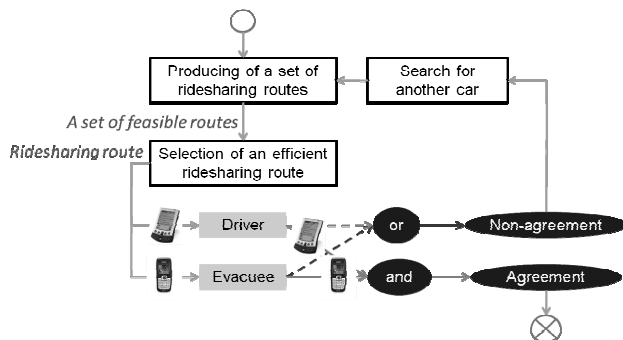 Producing of a set of
ridesharing routes
Search for
another car
A set of feasible routes
Ridesharing route
Selection of an efficient
ridesharing route
Driver
or
Non-agreement
Evacuee
and
Agreement